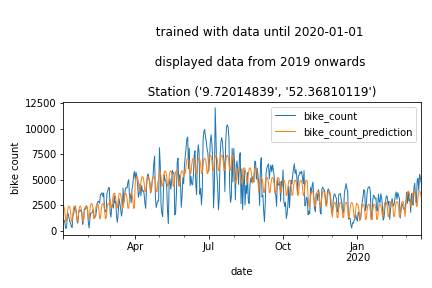 trained with data until 2020-01-01
displayed data from 2019 onwards
Station ('9.72014839', '52.36810119')
12500
10000
7500
5000
2500
0
bike count
bike_count
bike_count_prediction
Apr
Jul
Oct
Jan
2020
date